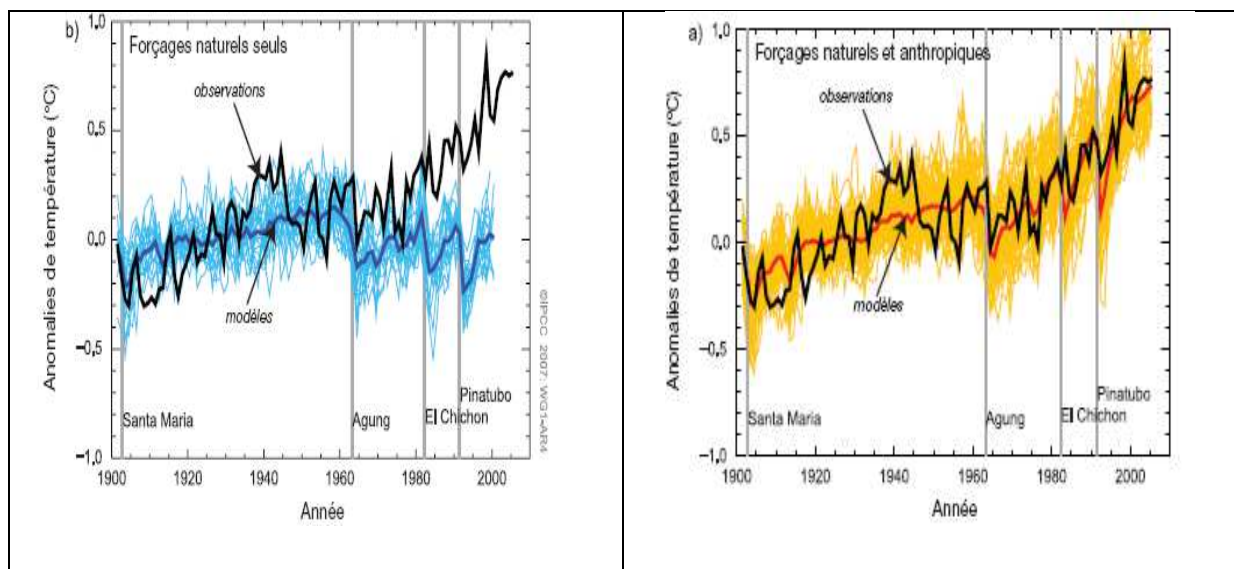 b)
Forçages naturels seuls
observations
modèles
Anomalies de température (°C)
1.0
0.5
0.0
−0.5
−1.0
Santa Maria
Agung
El Chichon
Pinatubo
©IPCC 2007: WG1-AR4
1900 1920 1940 1960 1980 2000
Année
a)
Forçages naturels et anthropiques
observations
modèles
Anomalies de température (°C)
1.0
0.5
0.0
−0.5
−1.0
Santa Maria
Agung
El Chichon
Pinatubo
1900 1920 1940 1960 1980 2000
Année